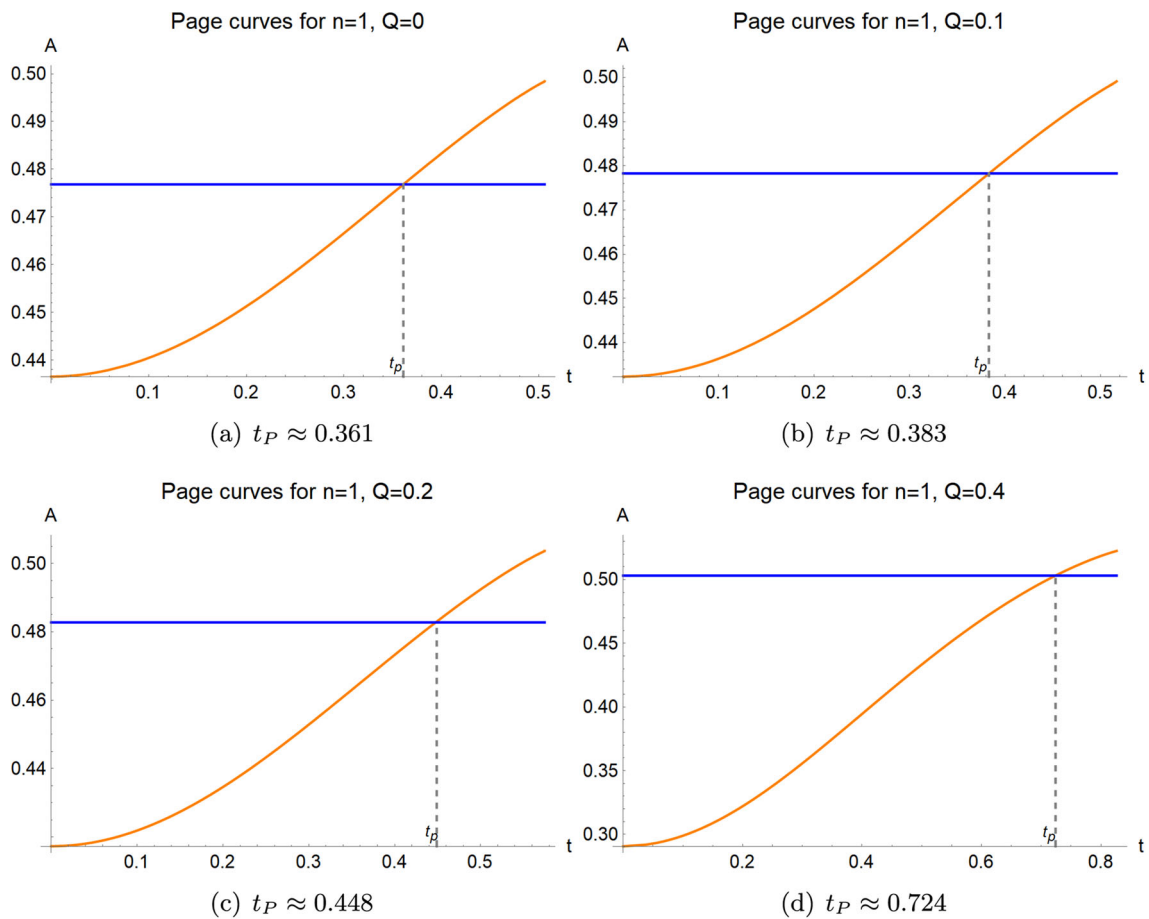 Page curves for n=1, Q=0
A
0.50
0.49
0.48
0.47
0.46
0.45
0.44
t_p
0.1 0.2 0.3 0.4 0.5 t
(a) t_P ≈ 0.361
Page curves for n=1, Q=0.1
A
0.50
0.49
0.48
0.47
0.46
0.45
0.44
t_p
0.1 0.2 0.3 0.4 0.5 t
(b) t_P ≈ 0.383
Page curves for n=1, Q=0.2
A
0.50
0.48
0.46
0.44
t_p
0.1 0.2 0.3 0.4 0.5 t
(c) t_P ≈ 0.448
Page curves for n=1, Q=0.4
A
0.50
0.45
0.40
0.35
0.30
t_p
0.2 0.4 0.6 0.8 t
(d) t_P ≈ 0.724